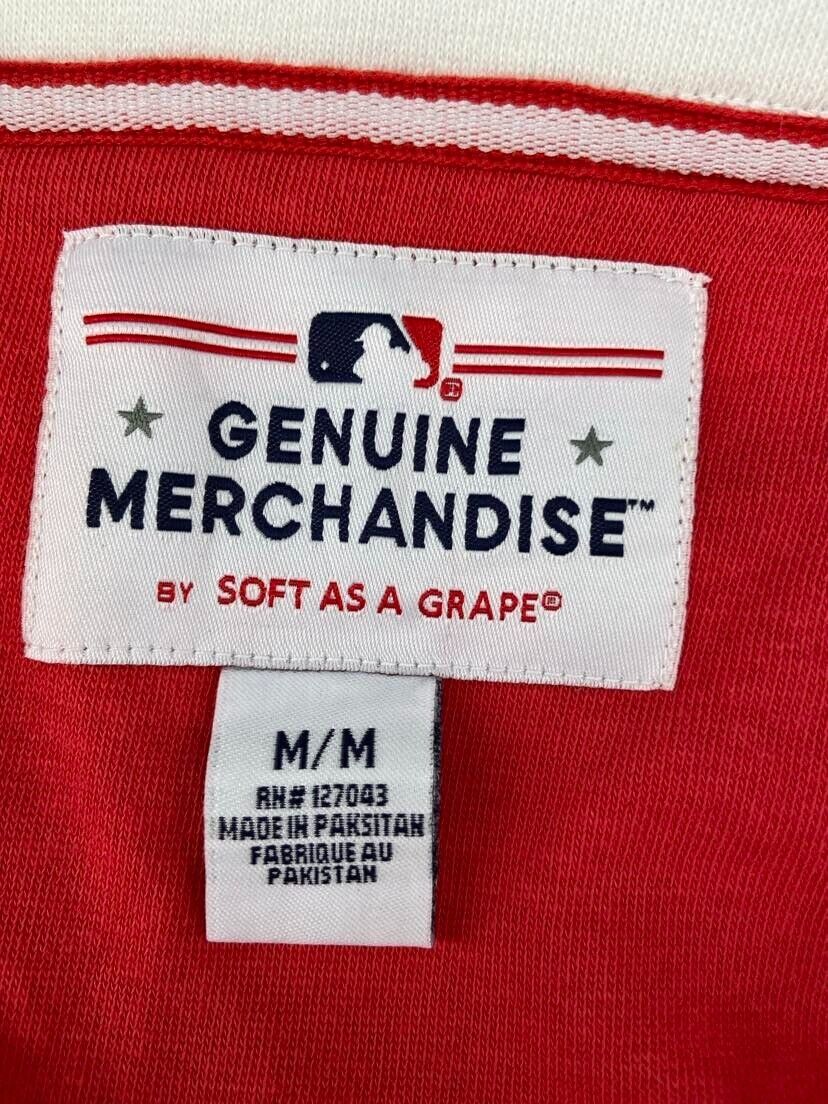 GENUINE
MERCHANDISE™
BY SOFT AS A GRAPE®
M/M
RN# 127043
MADE IN PAKSITAN
FABRIQUE AU
PAKISTAN